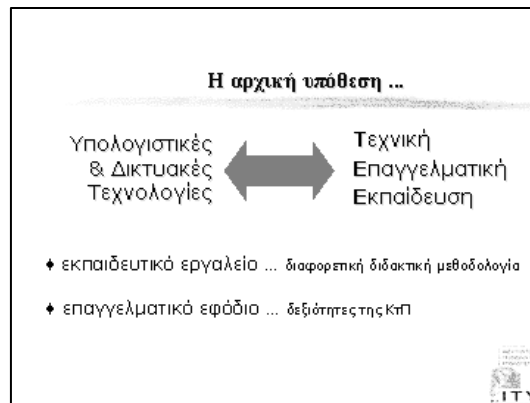 Η αρχική υπόθεση ...
Υπολογιστικές
& Δικτυακές
Τεχνολογίες
Τεχνική
Επαγγελματική
Εκπαίδευση
εκπαιδευτικό εργαλείο ... διαφορετική διδακτική μεθοδολογία
επαγγελματικό εφόδιο ... δεξιότητες της ΚτΠ